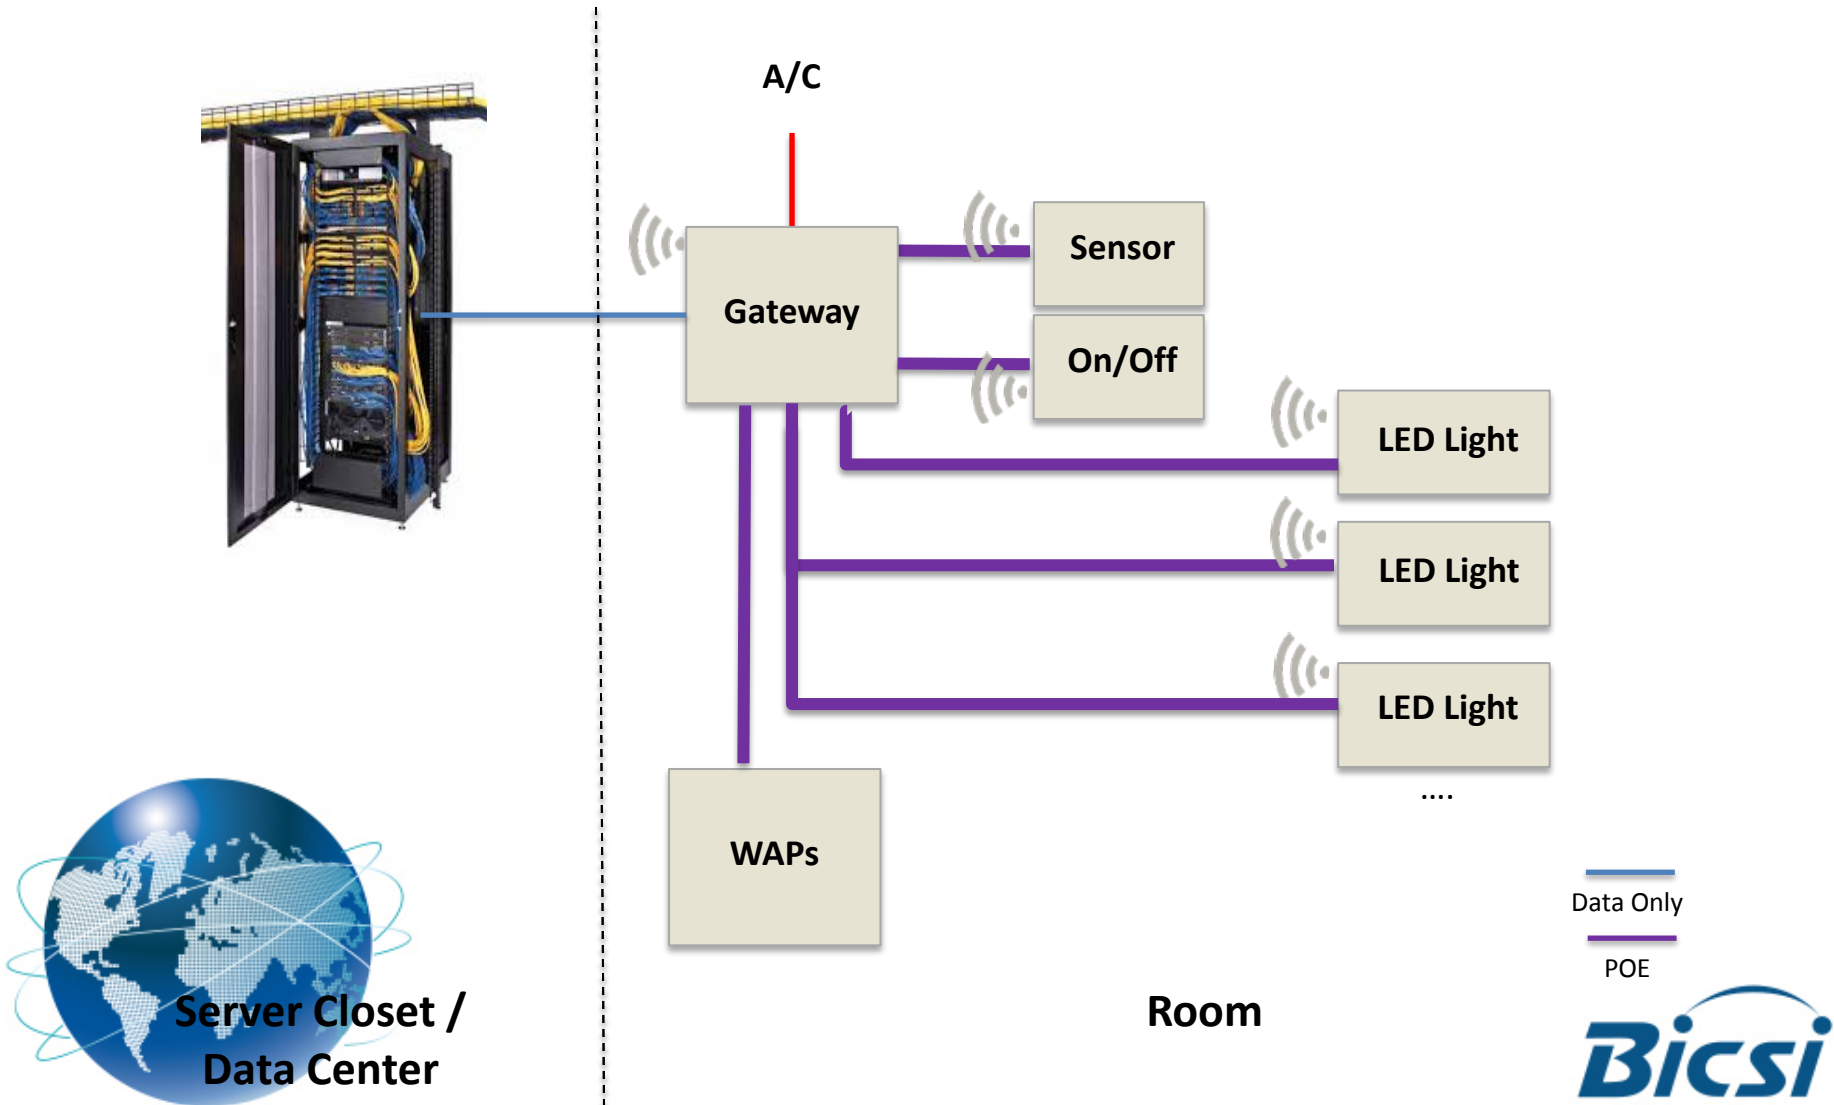 A/C
Sensor
Gateway
On/Off
LED Light
LED Light
LED Light
....
WAPs
Data Only
POE
Server Closet /
Data Center
Room
Bicsi